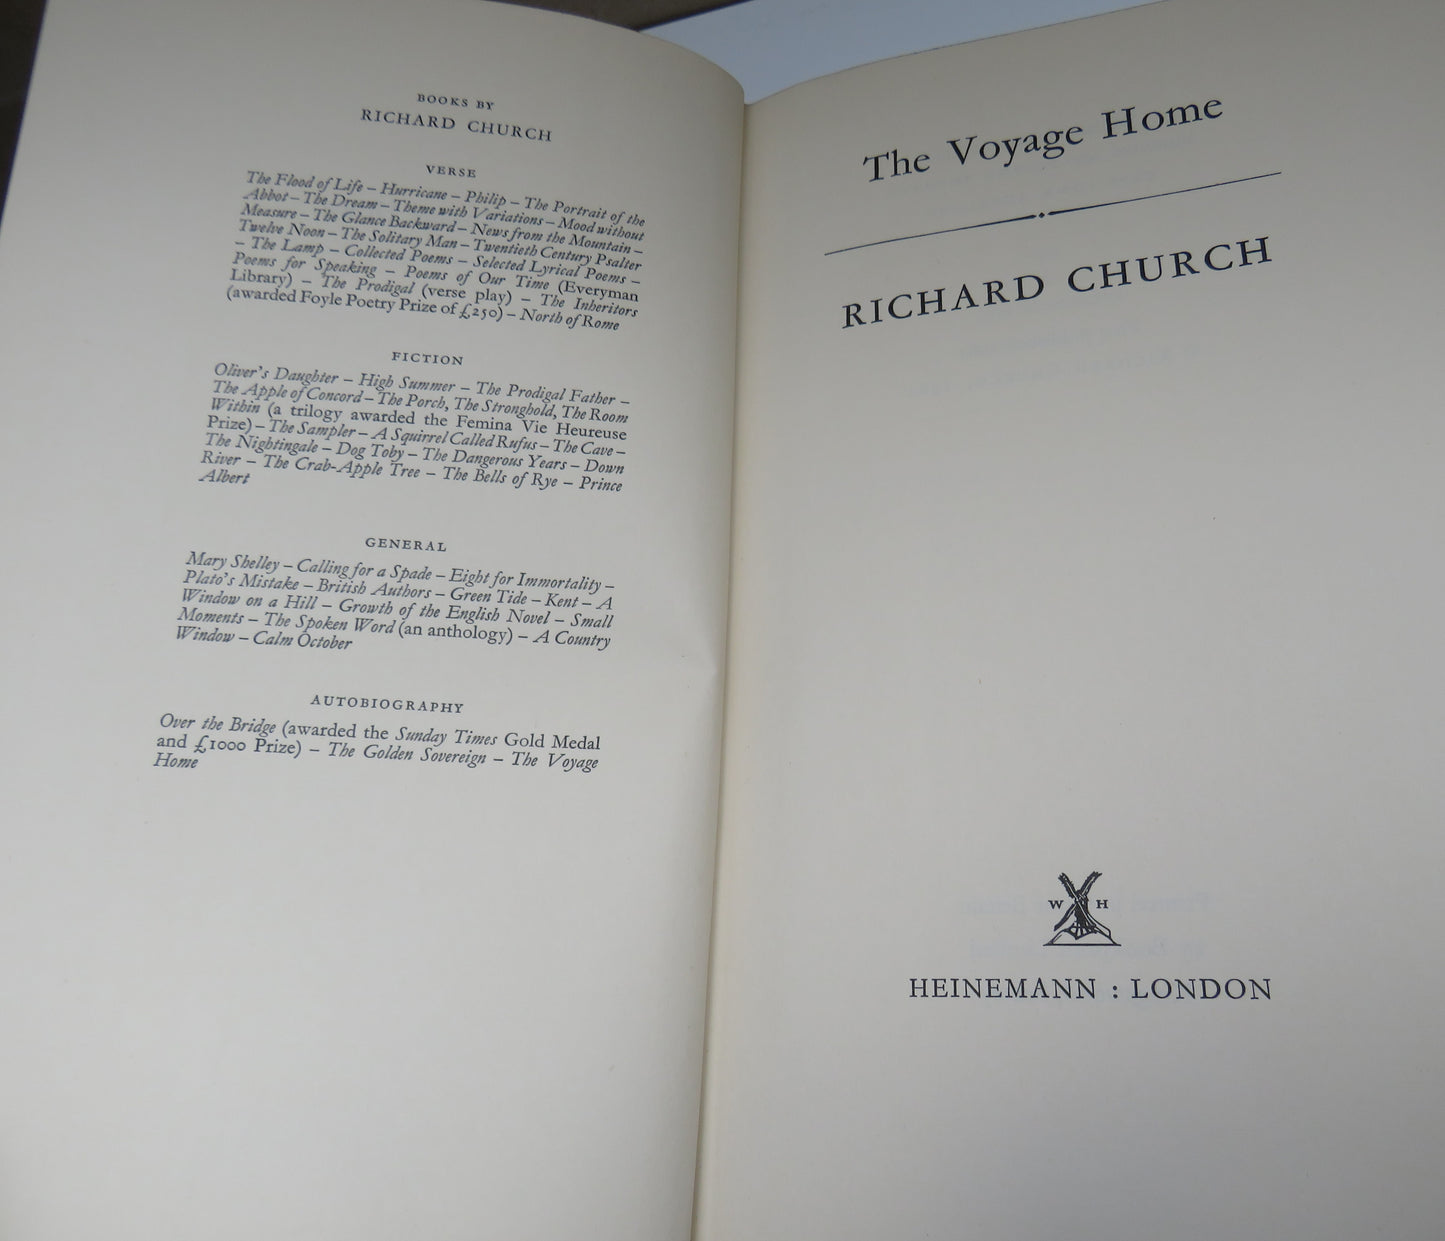 BOOKS BY
RICHARD CHURCH
VERSE
The Flood of Life – Hurricane – Philip – The Portrait of the
Abbot – The Dream – Theme with Variations – Mood without
Measure – The Glance Backward – News from the Mountain –
Twelve Noon – The Solitary Man – Twentieth Century Psalter
– The Lamp – Collected Poems – Selected Lyrical Poems –
Poems for Speaking – Poems of Our Time (Everyman
Library) – The Prodigal (verse play) – The Inheritors
(awarded Foyle Poetry Prize of £250) – North of Rome
FICTION
Oliver's Daughter – High Summer – The Prodigal Father –
The Apple of Concord – The Porch, The Stronghold, The Room
Within (a trilogy awarded the Femina Vie Heureuse
Prize) – The Sampler – A Squirrel Called Rufus – The Cave –
The Nightingale – Dog Toby – The Dangerous Years – Down
River – The Crab-Apple Tree – The Bells of Rye – Prince
Albert
GENERAL
Mary Shelley – Calling for a Spade – Eight for Immortality –
Plato's Mistake – British Authors – Green Tide – Kent – A
Window on a Hill – Growth of the English Novel – Small
Moments – The Spoken Word (an anthology) – A Country
Window – Calm October
AUTOBIOGRAPHY
Over the Bridge (awarded the Sunday Times Gold Medal
and £1000 Prize) – The Golden Sovereign – The Voyage
Home
The Voyage Home
RICHARD CHURCH
W H
HEINEMANN : LONDON